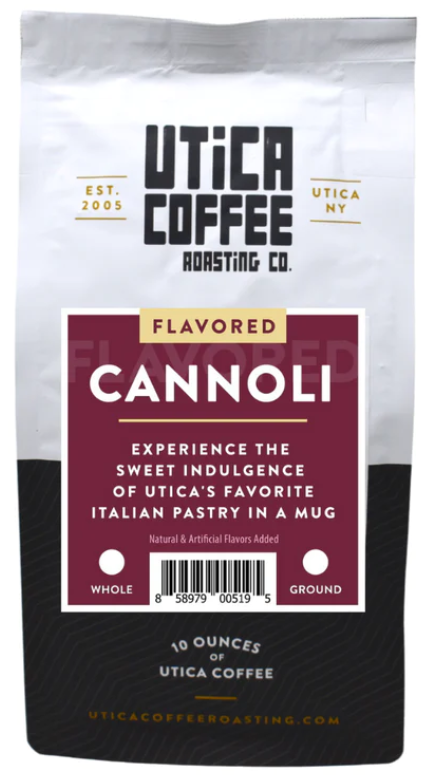 UTiCA
COFFEE
ROASTiNG CO.
EST.
2005
UTICA
NY
FLAVORED
FLAVORED
CANNOLI
EXPERIENCE THE
SWEET INDULGENCE
OF UTICA'S FAVORITE
ITALIAN PASTRY IN A MUG
Natural & Artificial Flavors Added
WHOLE
GROUND
8 58979 00519 5
10 OUNCES
OF
UTICA COFFEE
UTICACOFFEEROASTING.COM